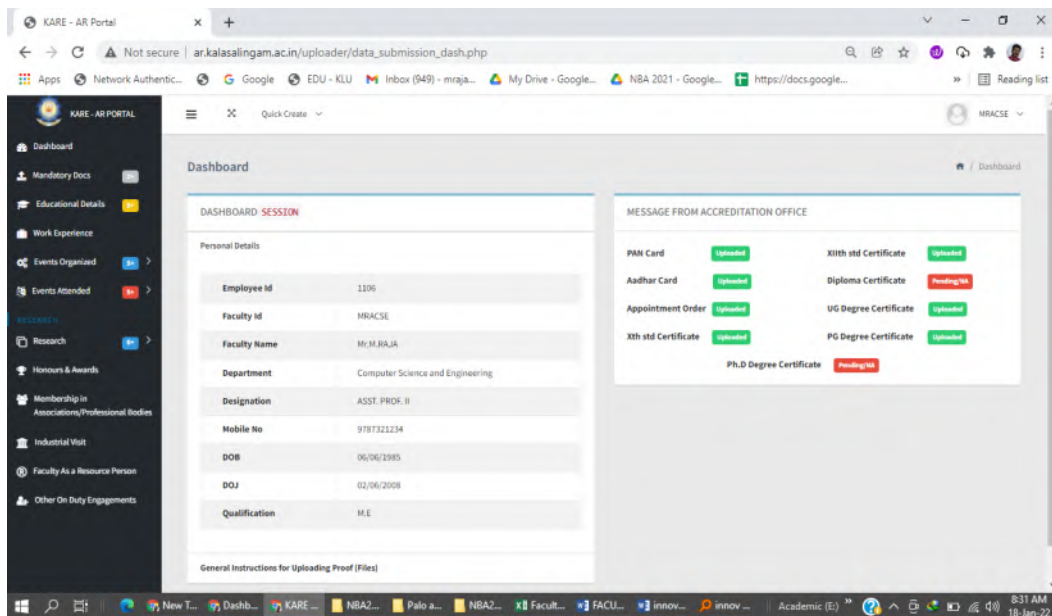 KARE - AR Portal
Not secure | ar.kalasalingam.ac.in/uploader/data_submission_dash.php
Apps Network Authentic... Google EDU - KLU Inbox (949) - mraja... My Drive - Google... NBA 2021 - Google... https://docs.google... » Reading list
KARE - AR PORTAL
Quick Create
MRACSE
Dashboard
Mandatory Docs
Educational Details
Work Experience
Events Organized
Events Attended
RESEARCH
Research
Honours & Awards
Membership in
Associations/Professional Bodies
Industrial Visit
Faculty As a Resource Person
Other On Duty Engagements
Dashboard
/ Dashboard
DASHBOARD SESSION
Personal Details
Employee Id 1106
Faculty Id MRACSE
Faculty Name Mr.M.RAJA
Department Computer Science and Engineering
Designation ASST. PROF. II
Mobile No 9787321234
DOB 06/06/1985
DOJ 02/06/2008
Qualification M.E
General Instructions for Uploading Proof (Files)
MESSAGE FROM ACCREDITATION OFFICE
PAN Card Uploaded XIIth std Certificate Uploaded
Aadhar Card Uploaded Diploma Certificate Pending/NA
Appointment Order Uploaded UG Degree Certificate Uploaded
Xth std Certificate Uploaded PG Degree Certificate Uploaded
Ph.D Degree Certificate Pending/NA
New T... Dashb... KARE ... NBA2... Palo a... NBA2... Facult... FACU... innov... innov ... Academic (E:) » 8:31 AM
18-Jan-22